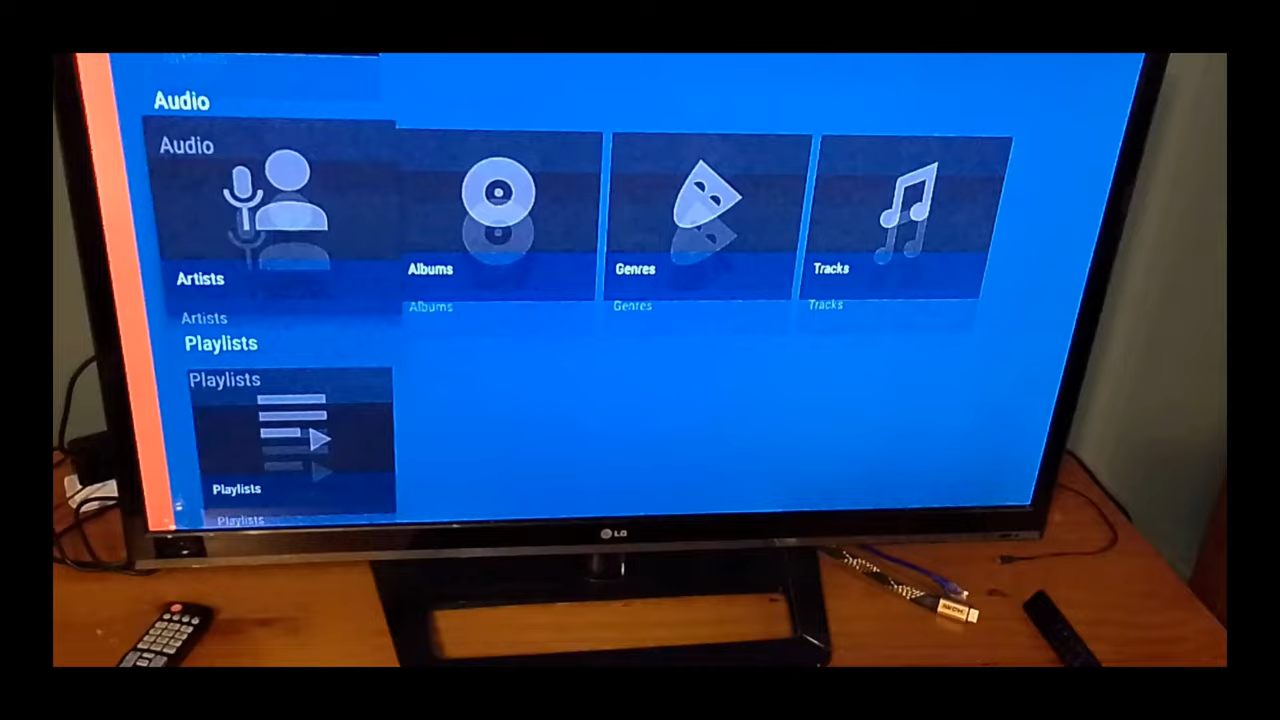 Audio
Audio
Artists
Albums
Genres
Tracks
Artists
Albums
Genres
Tracks
Playlists
Playlists
Playlists
Playlists
LG